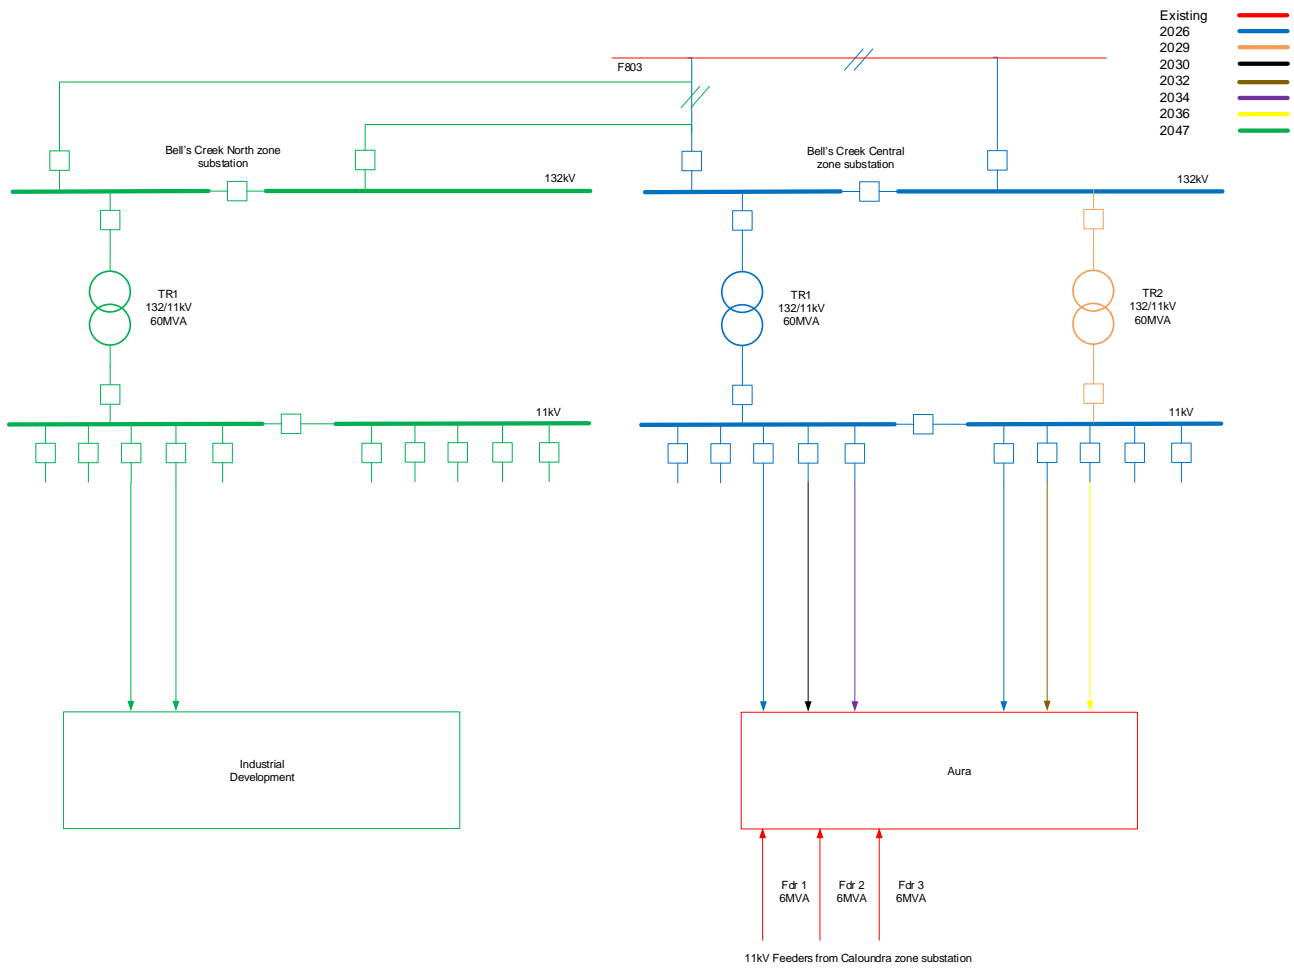 Existing
2026
2029
2030
2032
2034
2036
2047
F803
Bell's Creek North zone
substation
Bell's Creek Central
zone substation
132kV
132kV
TR1
132/11kV
60MVA
TR1
132/11kV
60MVA
TR2
132/11kV
60MVA
11kV
11kV
Industrial
Development
Aura
Fdr 1
6MVA
Fdr 2
6MVA
Fdr 3
6MVA
11kV Feeders from Caloundra zone substation